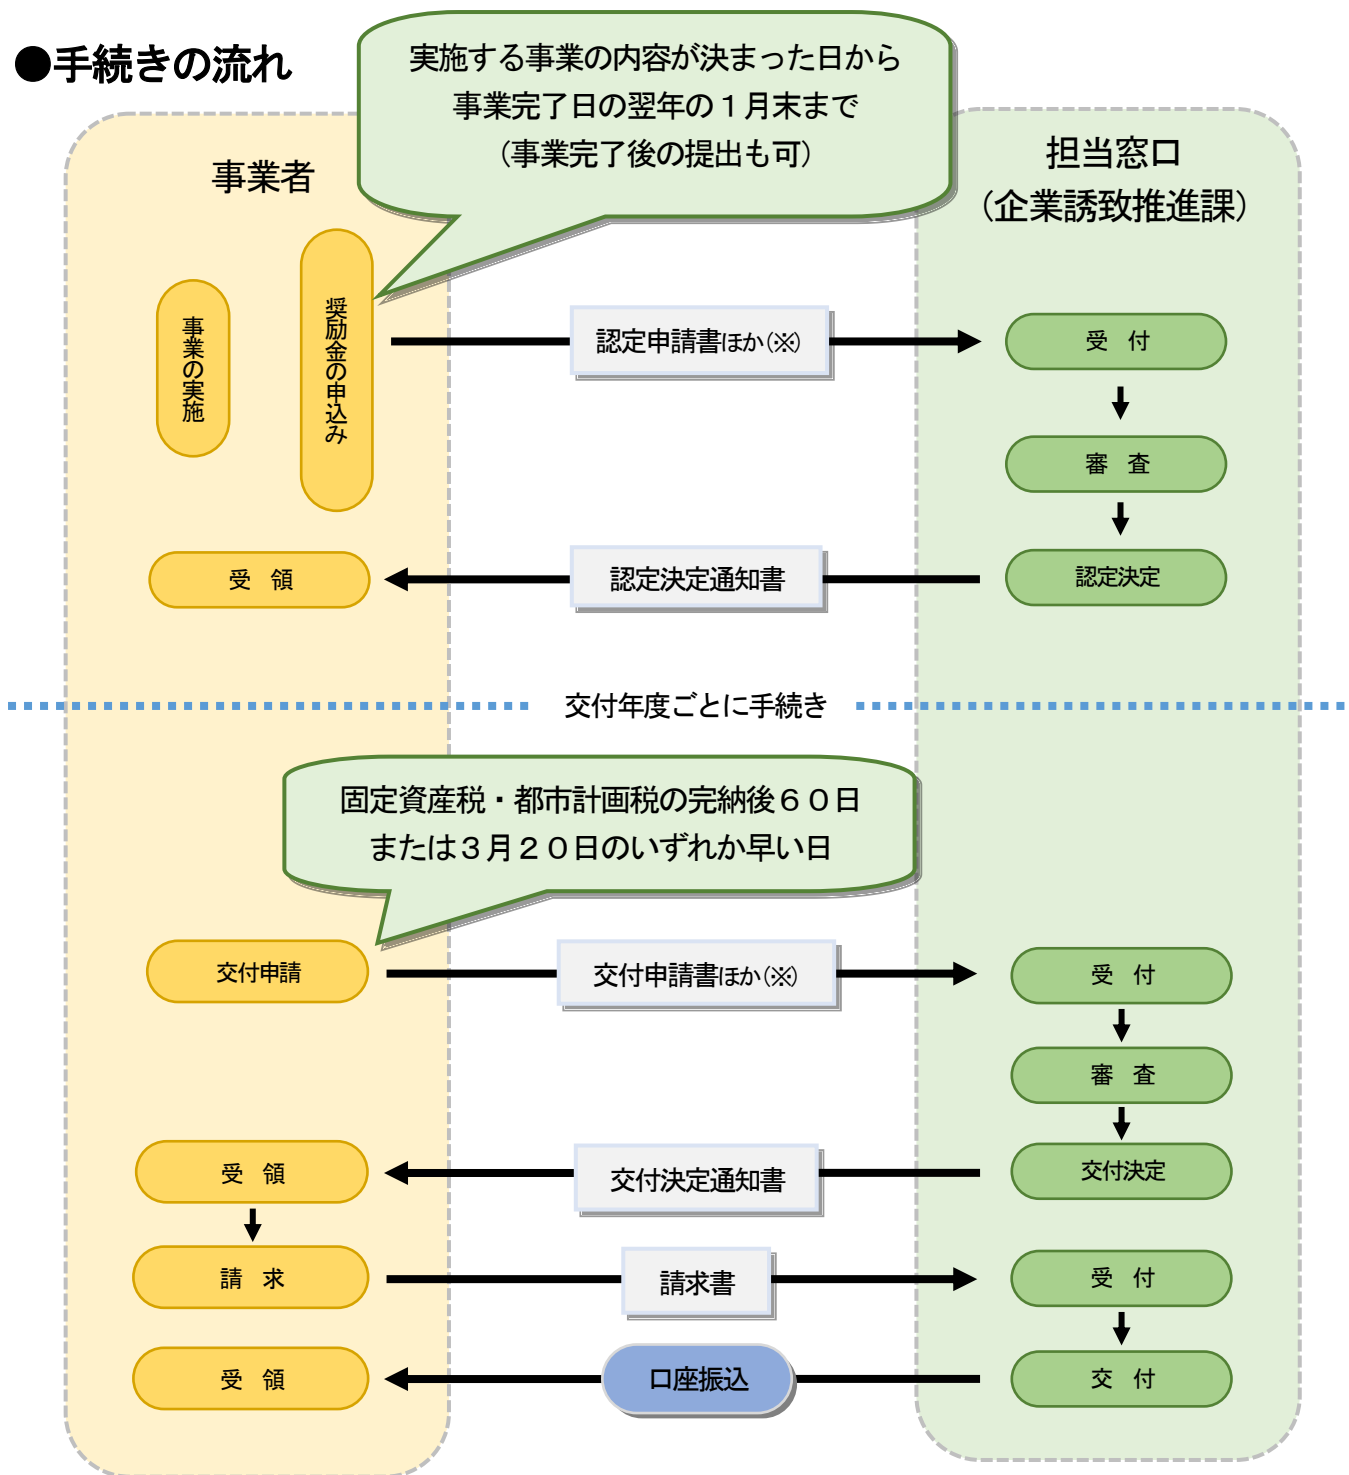 ●手続きの流れ
実施する事業の内容が決まった日から
事業完了日の翌年の１月末まで
（事業完了後の提出も可）
事業者
担当窓口
（企業誘致推進課）
事業の実施
奨励金の申込み
認定申請書ほか（※）
受　付
審　査
受　領
認定決定通知書
認定決定
交付年度ごとに手続き
固定資産税・都市計画税の完納後６０日
または３月２０日のいずれか早い日
交付申請
交付申請書ほか（※）
受　付
審　査
受　領
交付決定通知書
交付決定
請　求
請求書
受　付
受　領
口座振込
交　付